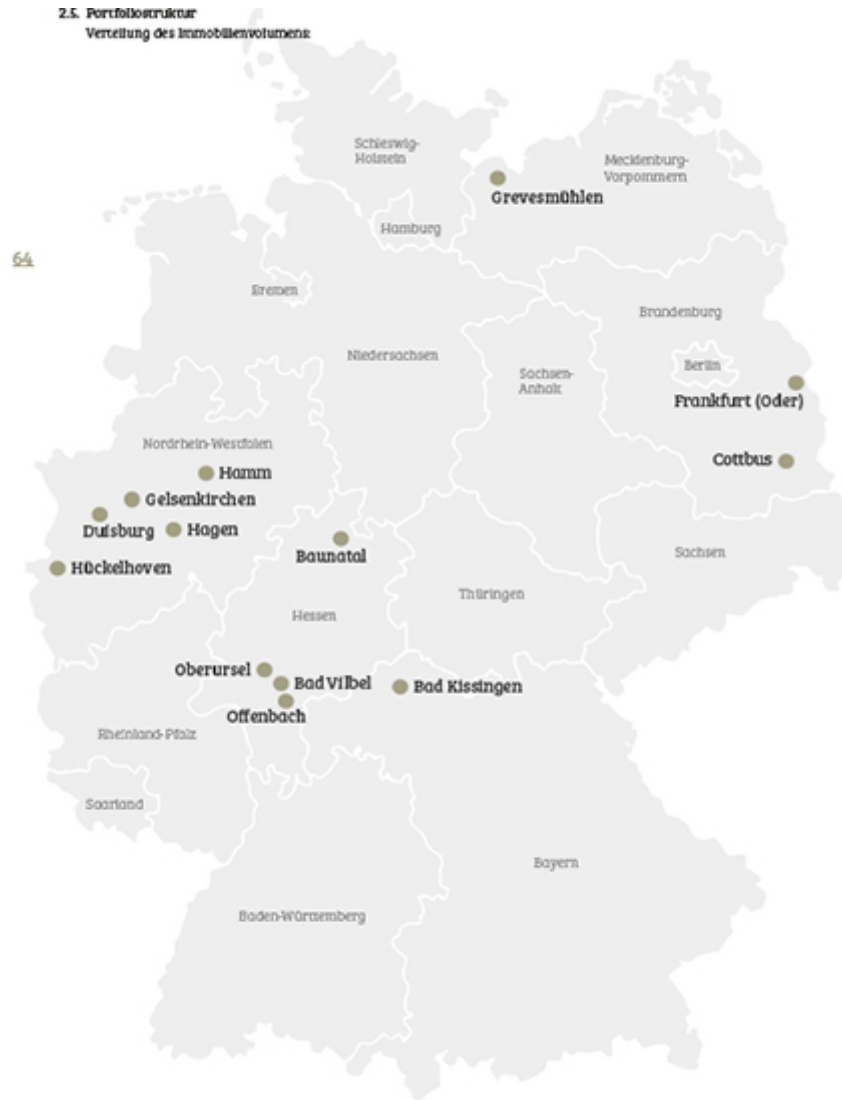 2.5. Portfoliostruktur
Verteilung des Immobilienvolumens:
Schleswig-
Holstein
Mecklenburg-
Vorpommern
Grevesmühlen
Hamburg
64
Bremen
Brandenburg
Niedersachsen
Berlin
Sachsen-
Anhalt
Frankfurt (Oder)
Nordrhein-Westfalen
Cottbus
Hamm
Gelsenkirchen
Duisburg
Hagen
Baunatal
Sachsen
Hückelhoven
Thüringen
Hessen
Oberursel
Bad Vilbel
Bad Kissingen
Offenbach
Rheinland-Pfalz
Saarland
Bayern
Baden-Württemberg